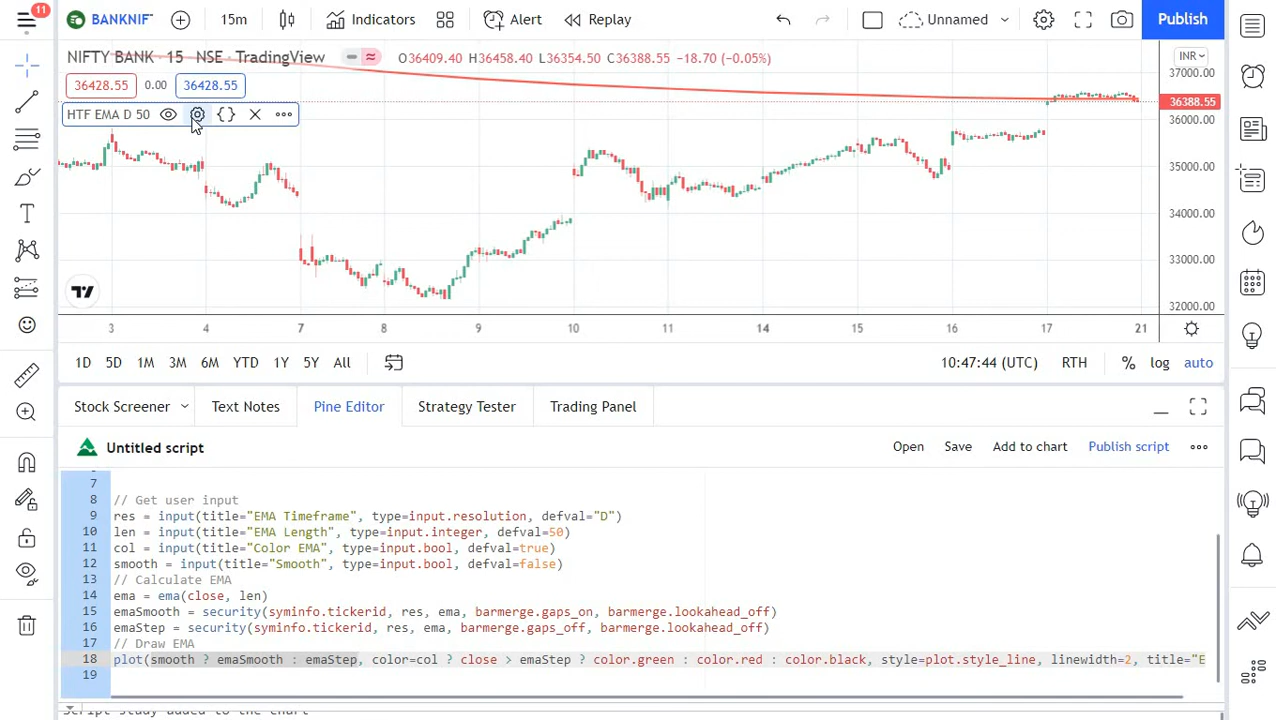 11
BANKNIF
15m
Indicators
Alert
Replay
Unnamed
Publish
NIFTY BANK · 15 · NSE · TradingView
O36409.40 H36458.40 L36354.50 C36388.55 −18.70 (−0.05%)
INR
36428.55 0.00 36428.55
HTF EMA D 50
37000.00
36388.55
36000.00
35000.00
34000.00
33000.00
32000.00
3 4 7 8 9 10 11 14 15 16 17 21
1D 5D 1M 3M 6M YTD 1Y 5Y All
10:47:44 (UTC) RTH % log auto
Stock Screener Text Notes Pine Editor Strategy Tester Trading Panel
Untitled script
Open Save Add to chart Publish script
7
8 // Get user input
9 res = input(title="EMA Timeframe", type=input.resolution, defval="D")
10 len = input(title="EMA Length", type=input.integer, defval=50)
11 col = input(title="Color EMA", type=input.bool, defval=true)
12 smooth = input(title="Smooth", type=input.bool, defval=false)
13 // Calculate EMA
14 ema = ema(close, len)
15 emaSmooth = security(syminfo.tickerid, res, ema, barmerge.gaps_on, barmerge.lookahead_off)
16 emaStep = security(syminfo.tickerid, res, ema, barmerge.gaps_off, barmerge.lookahead_off)
17 // Draw EMA
18 plot(smooth ? emaSmooth : emaStep, color=col ? close > emaStep ? color.green : color.red : color.black, style=plot.style_line, linewidth=2, title="E
19
Script study added to the chart